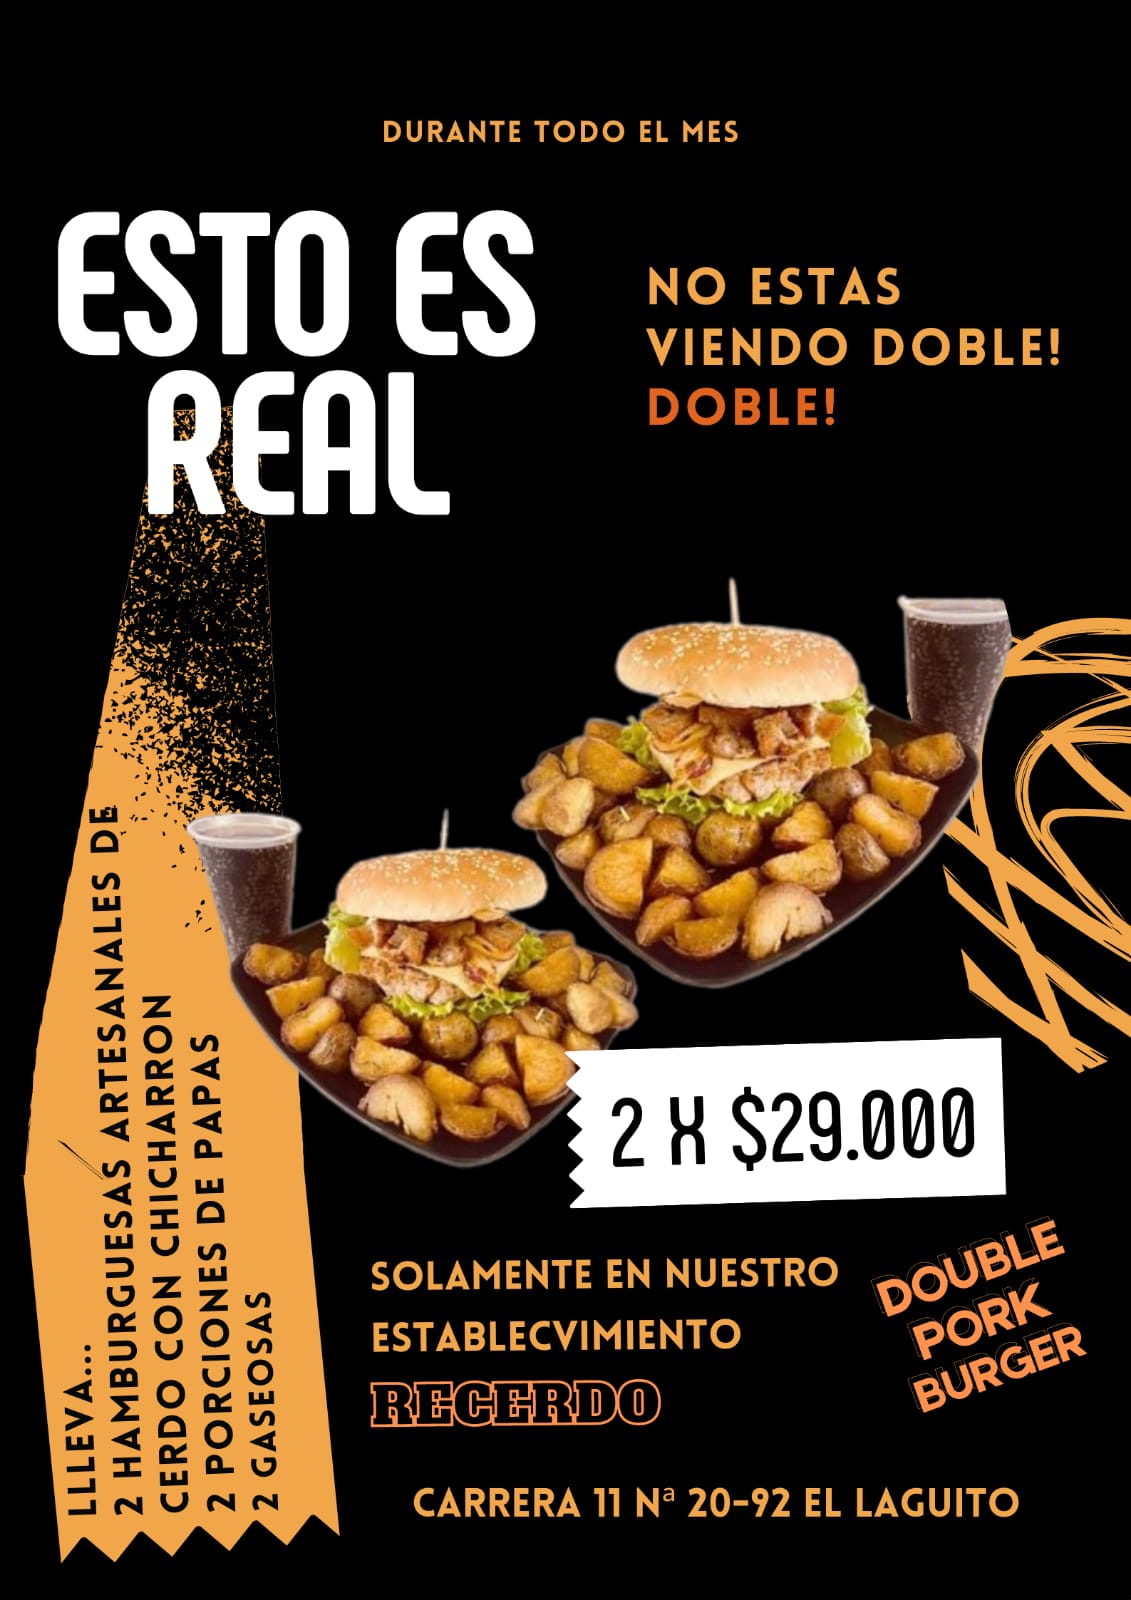 DURANTE TODO EL MES
ESTO ES
REAL
NO ESTAS
VIENDO DOBLE!
DOBLE!
LLLEVA...
2 HAMBURGUESAS ARTESANALES DE
CERDO CON CHICHARRON
2 PORCIONES DE PAPAS
2 GASEOSAS
2 X $29.000
SOLAMENTE EN NUESTRO
ESTABLECVIMIENTO
RECERDO
DOUBLE
PORK
BURGER
CARRERA 11 Nª 20-92 EL LAGUITO